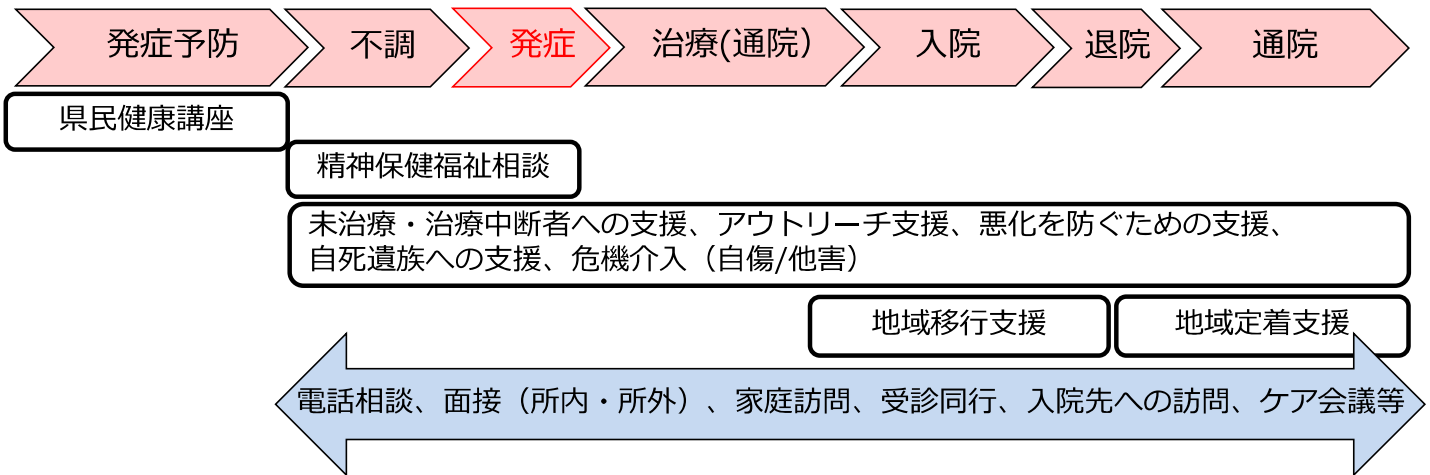 発症予防
不調
発症
治療(通院）
入院
退院
通院
県民健康講座
精神保健福祉相談
未治療・治療中断者への支援、アウトリーチ支援、悪化を防ぐための支援、
自死遺族への支援、危機介入（自傷/他害）
地域移行支援
地域定着支援
電話相談、面接（所内・所外）、家庭訪問、受診同行、入院先への訪問、ケア会議等